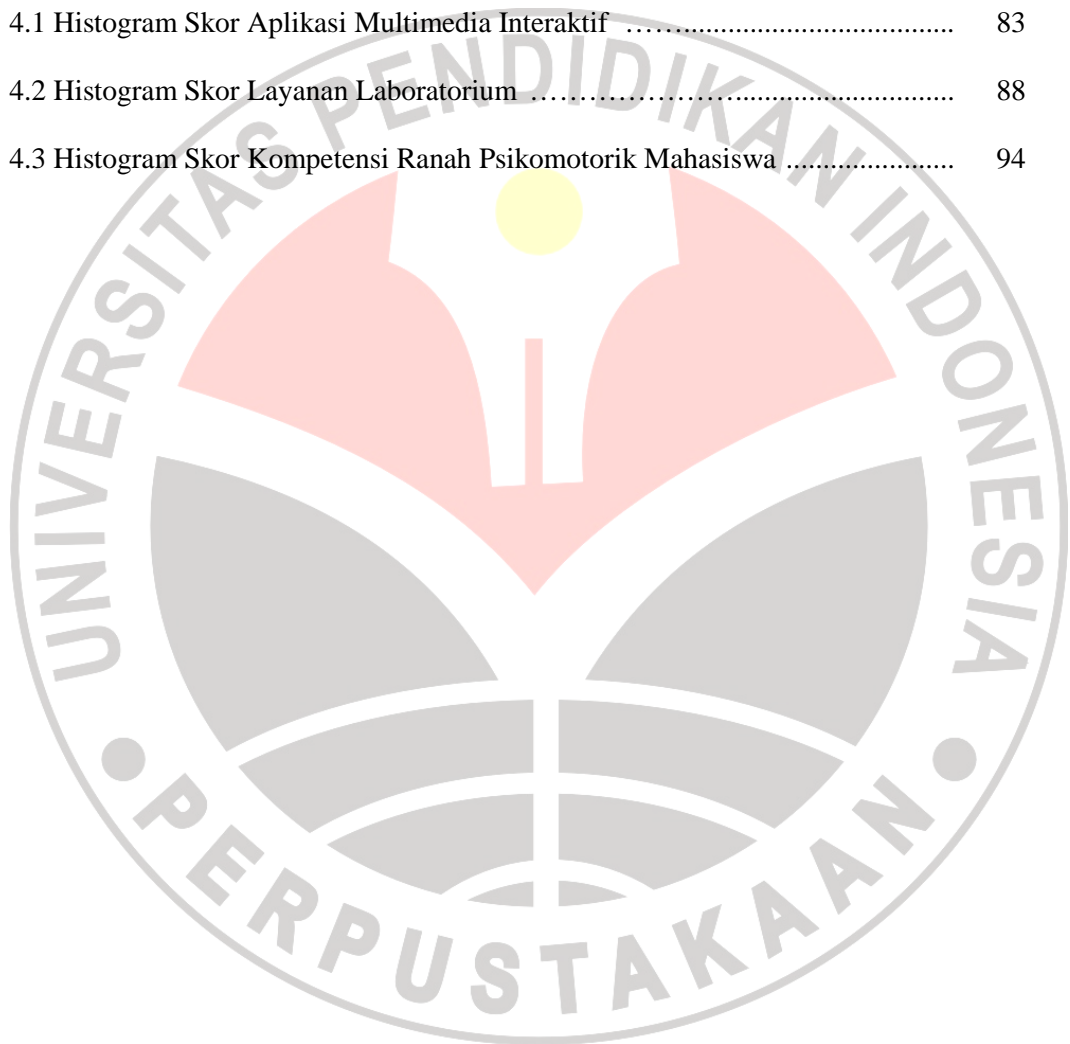 4.1 Histogram Skor Aplikasi Multimedia Interaktif ……..................................... 83
4.2 Histogram Skor Layanan Laboratorium …………………............................... 88
4.3 Histogram Skor Kompetensi Ranah Psikomotorik Mahasiswa ....................... 94
UNIVERSITAS PENDIDIKAN INDONESIA
PERPUSTAKAAN